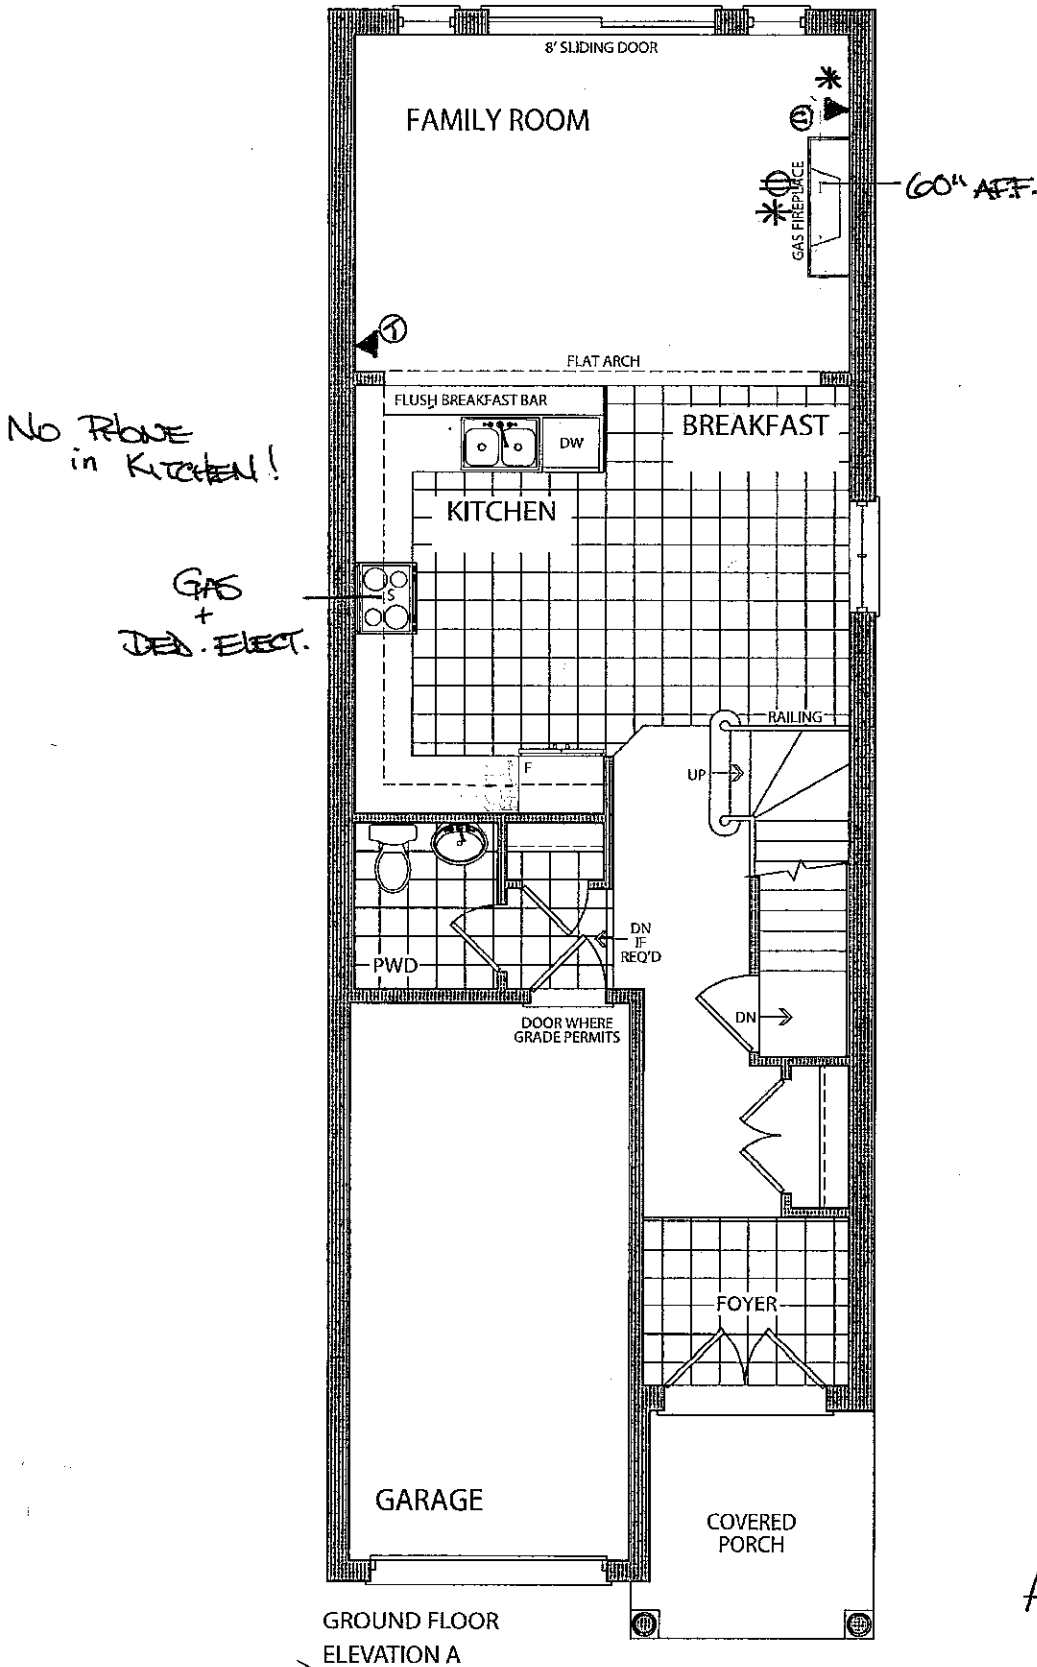 8' SLIDING DOOR
FAMILY ROOM
GAS FIREPLACE
60" A.F.F.
T
FLAT ARCH
FLUSH BREAKFAST BAR
BREAKFAST
DW
NO PHONE
in KITCHEN!
KITCHEN
GAS
+
DED. ELECT.
S
RAILING
F
UP
DN
IF
REQ'D
PWD
DN
DOOR WHERE
GRADE PERMITS
FOYER
GARAGE
COVERED
PORCH
GROUND FLOOR
ELEVATION A